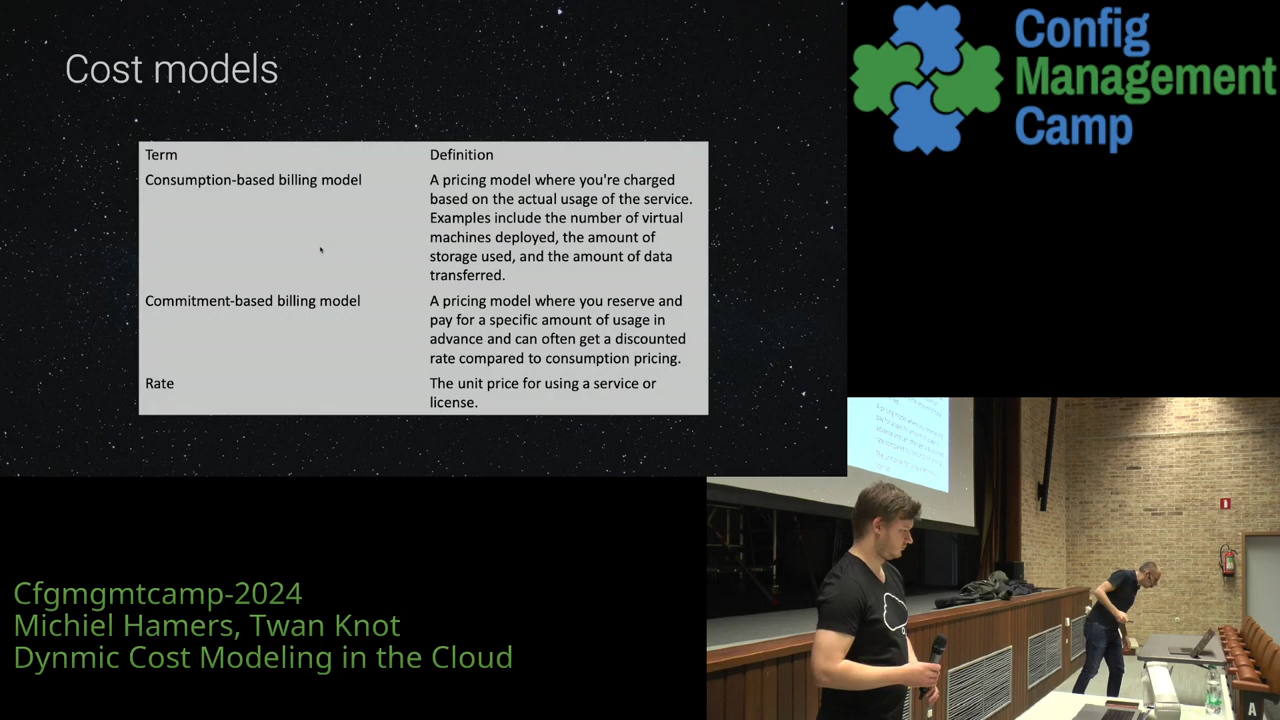 Cost models
Term
Definition
Consumption-based billing model
A pricing model where you're charged
based on the actual usage of the service.
Examples include the number of virtual
machines deployed, the amount of
storage used, and the amount of data
transferred.
Commitment-based billing model
A pricing model where you reserve and
pay for a specific amount of usage in
advance and can often get a discounted
rate compared to consumption pricing.
Rate
The unit price for using a service or
license.
Config
Management
Camp
Cfgmgmtcamp-2024
Michiel Hamers, Twan Knot
Dynmic Cost Modeling in the Cloud
A